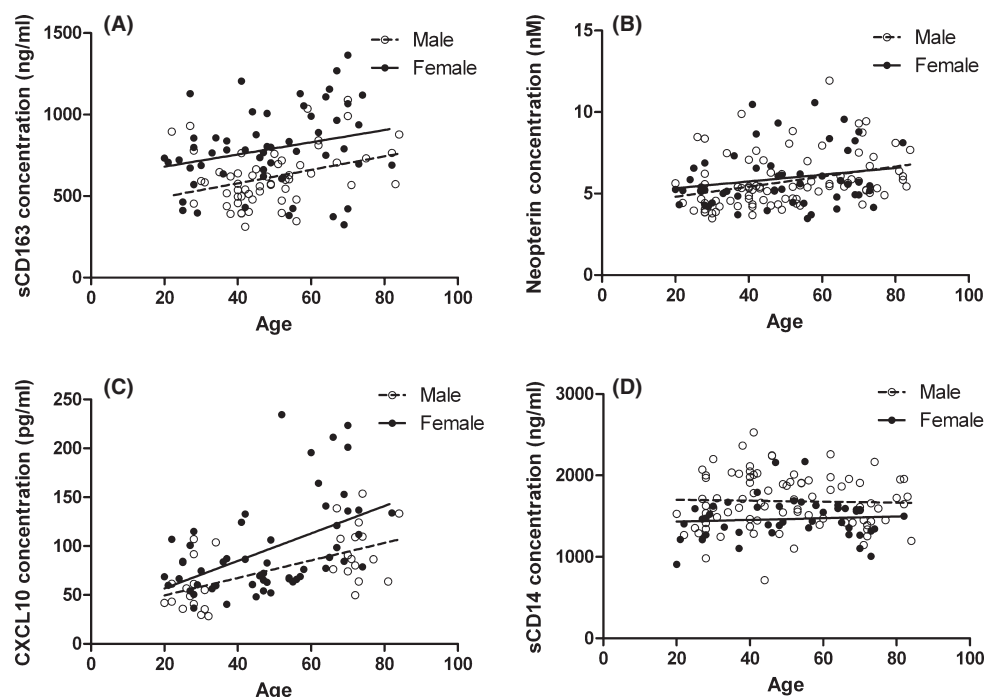 (A)
sCD163 concentration (ng/ml)
1500
1000
500
0
0 20 40 60 80 100
Age
Male
Female
(B)
Neopterin concentration (nM)
15
10
5
0
0 20 40 60 80 100
Age
Male
Female
(C)
CXCL10 concentration (pg/ml)
250
200
150
100
50
0
0 20 40 60 80 100
Age
Male
Female
(D)
sCD14 concentration (ng/ml)
3000
2000
1000
0
0 20 40 60 80 100
Age
Male
Female